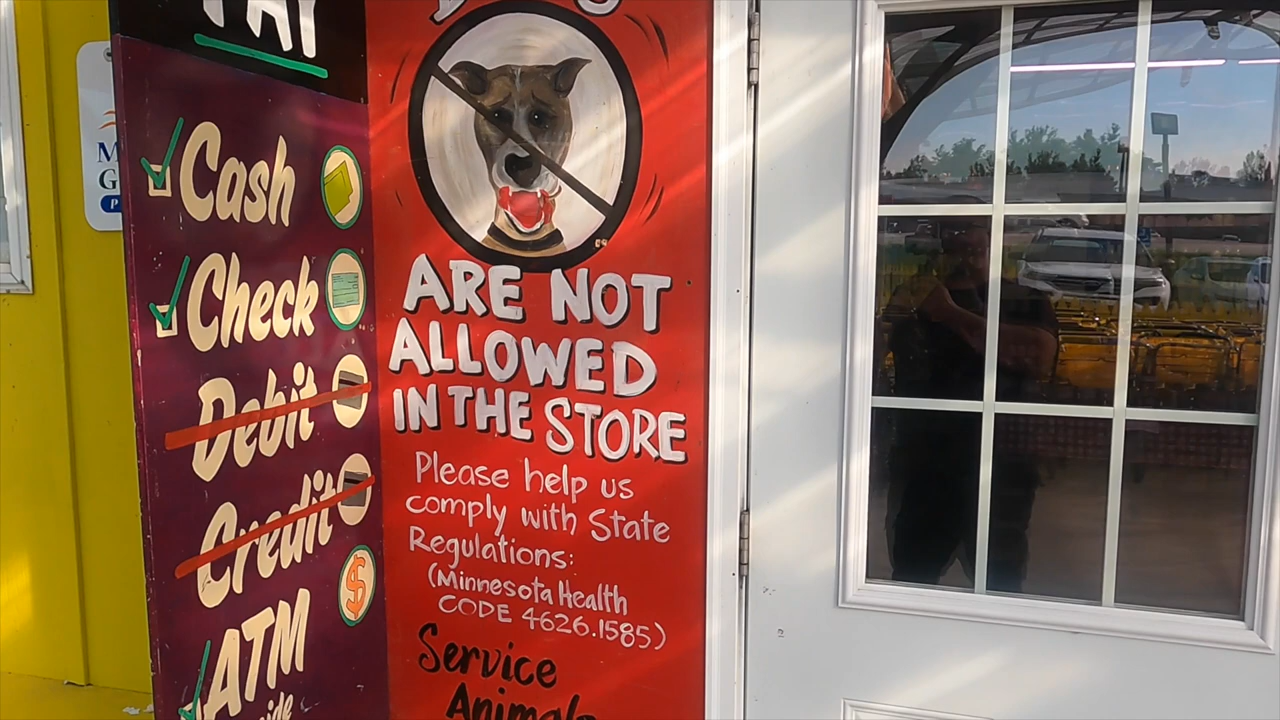 PAY
Cash
Check
Debit
Credit
$
ATM
ARE NOT
ALLOWED
IN THE STORE
Please help us
comply with State
Regulations:
(Minnesota Health
CODE 4626.1585)
Service
Animals
M
G
P